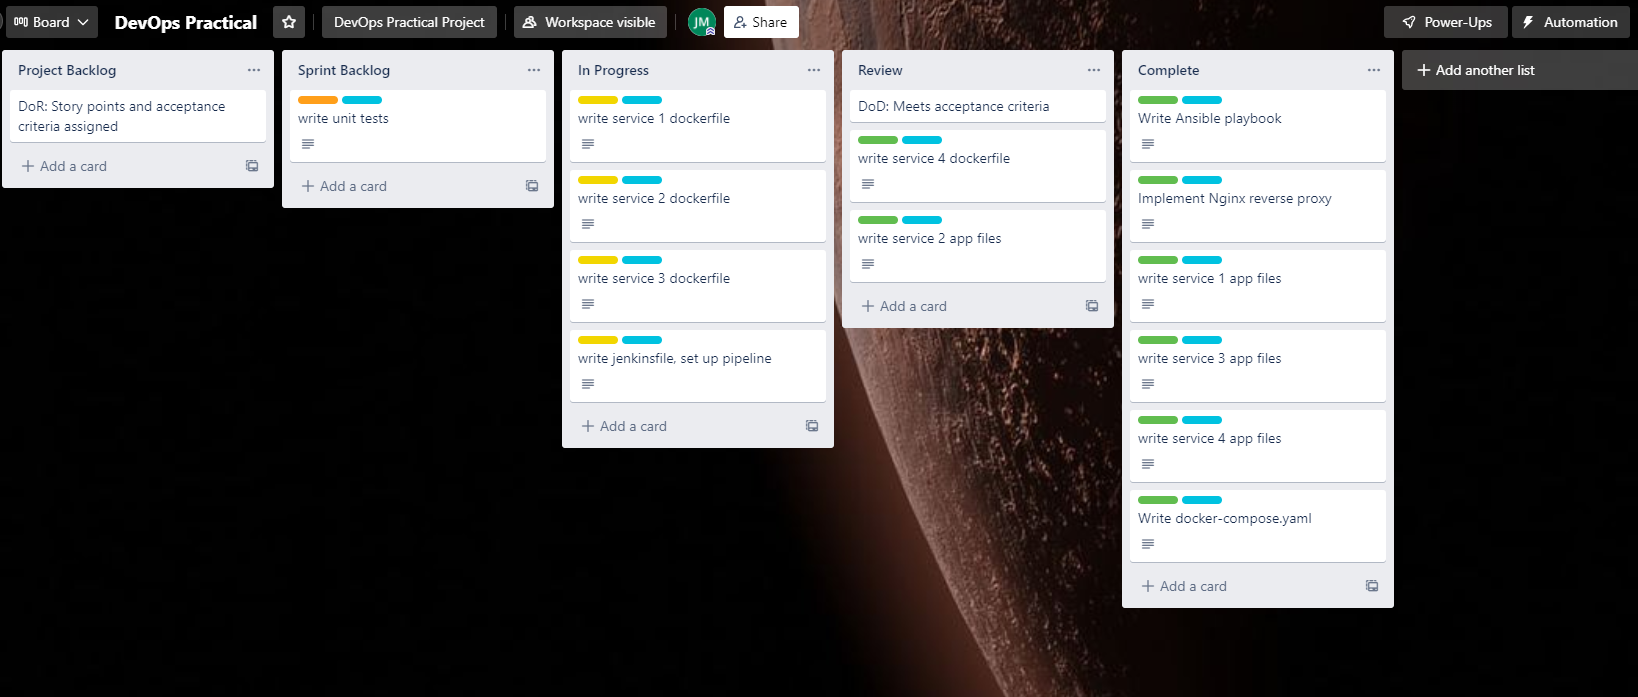 Board
DevOps Practical
DevOps Practical Project
Workspace visible
JM
Share
Power-Ups
Automation
Project Backlog
DoR: Story points and acceptance
criteria assigned
Add a card
Sprint Backlog
write unit tests
Add a card
In Progress
write service 1 dockerfile
write service 2 dockerfile
write service 3 dockerfile
write jenkinsfile, set up pipeline
Add a card
Review
DoD: Meets acceptance criteria
write service 4 dockerfile
write service 2 app files
Add a card
Complete
Write Ansible playbook
Implement Nginx reverse proxy
write service 1 app files
write service 3 app files
write service 4 app files
Write docker-compose.yaml
Add a card
Add another list